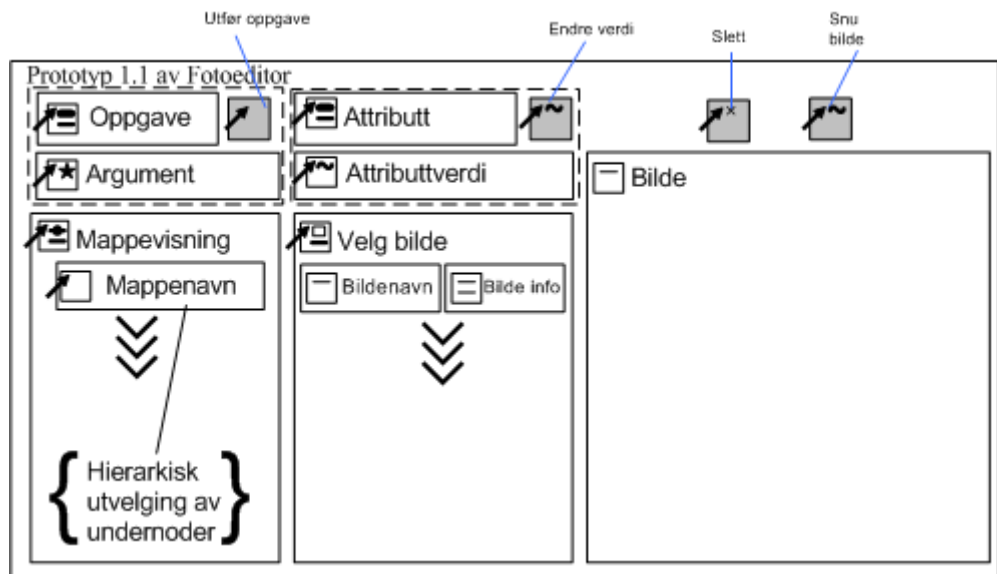 Utfør oppgave
Endre verdi
Slett
Snu
bilde
Prototyp 1.1 av Fotoeditor
Oppgave
Attributt
Argument
Attributtverdi
Bilde
Mappevisning
Velg bilde
Mappenavn
Bildenavn
Bilde info
Hierarkisk
utvelging av
undernoder